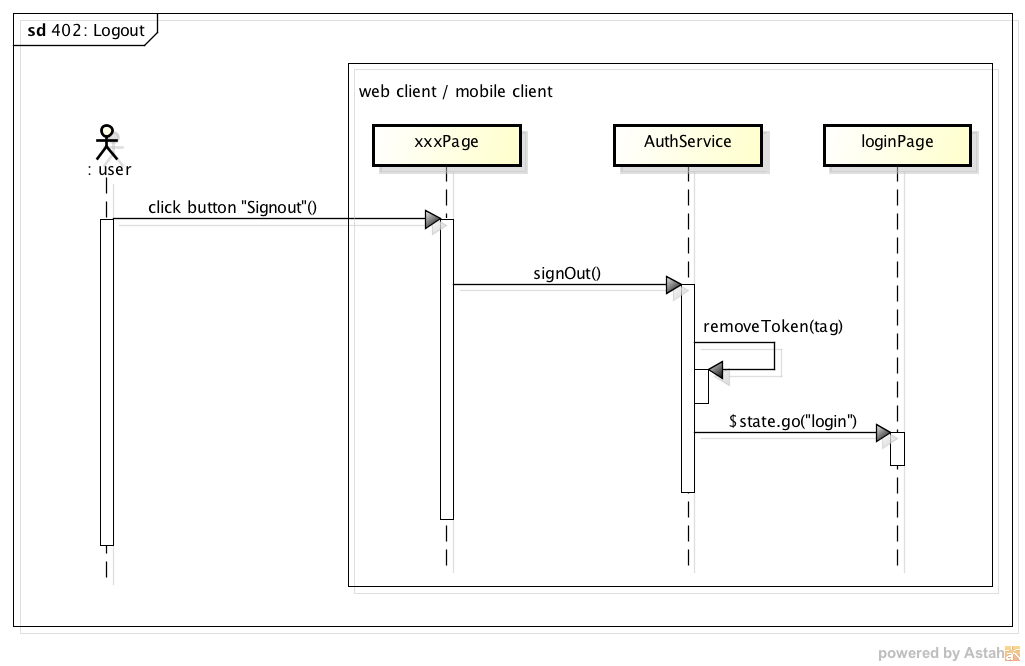 sd 402: Logout
web client / mobile client
xxxPage
AuthService
loginPage
: user
click button "Signout"()
signOut()
removeToken(tag)
$state.go("login")
powered by Astah